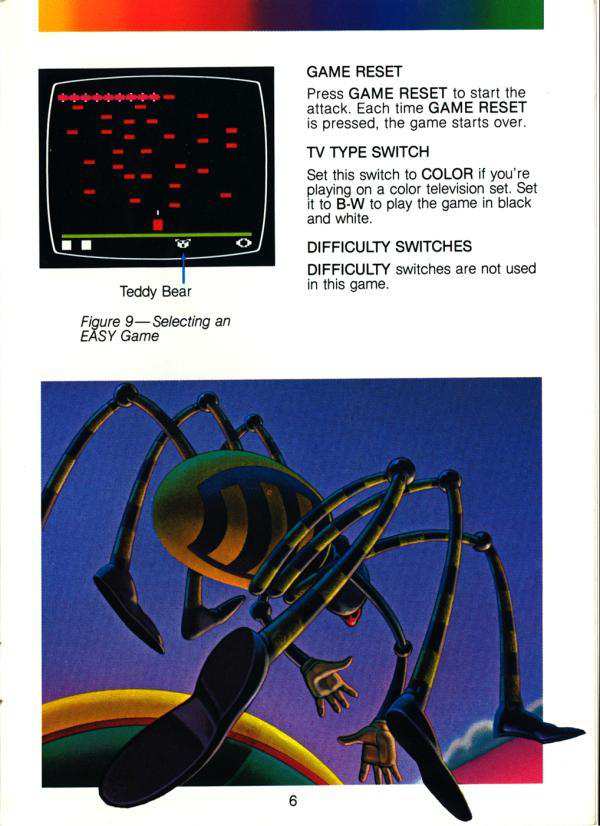 GAME RESET
Press GAME RESET to start the
attack. Each time GAME RESET
is pressed, the game starts over.
TV TYPE SWITCH
Set this switch to COLOR if you're
playing on a color television set. Set
it to B-W to play the game in black
and white.
DIFFICULTY SWITCHES
DIFFICULTY switches are not used
in this game.
Teddy Bear
Figure 9—Selecting an
EASY Game
6